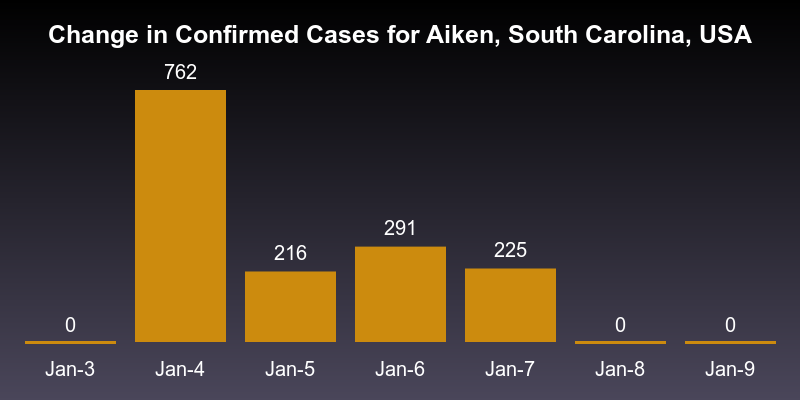 Change in Confirmed Cases for Aiken, South Carolina, USA
762
291
216
225
0
0
0
Jan-3
Jan-4
Jan-5
Jan-6
Jan-7
Jan-8
Jan-9